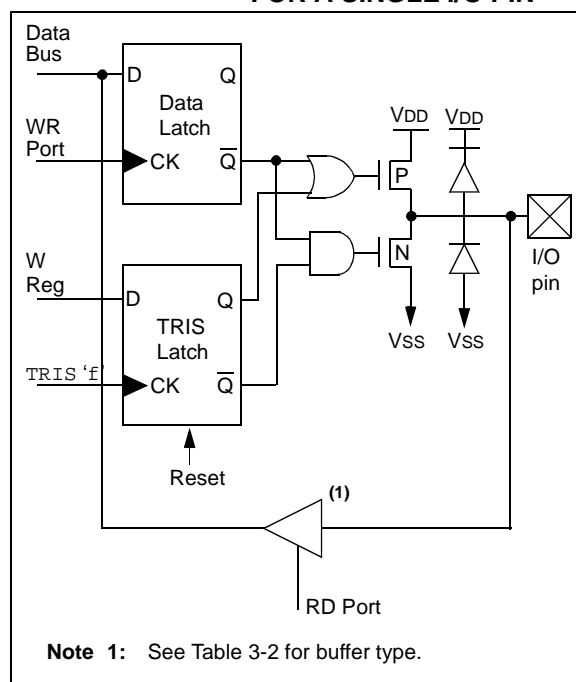 FOR A SINGLE I/O PIN
Data
Bus
D
Q
Data
Latch
WR
Port
CK
Q
VDD
VDD
P
N
I/O
pin
VSS
VSS
W
Reg
D
Q
TRIS
Latch
TRIS 'f'
CK
Q
Reset
(1)
RD Port
Note 1: See Table 3-2 for buffer type.